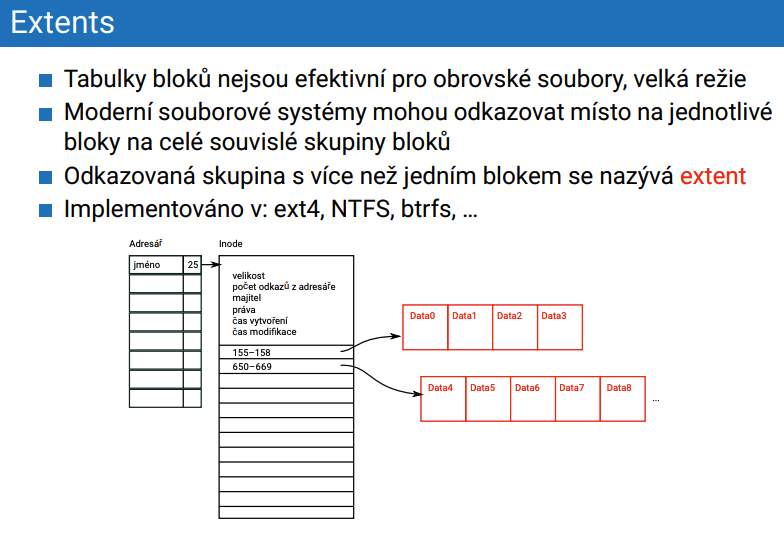 Extents
Tabulky bloků nejsou efektivní pro obrovské soubory, velká režie
Moderní souborové systémy mohou odkazovat místo na jednotlivé
bloky na celé souvislé skupiny bloků
Odkazovaná skupina s více než jedním blokem se nazývá extent
Implementováno v: ext4, NTFS, btrfs, ...
Adresář
Inode
jméno 25
velikost
počet odkazů z adresáře
majitel
práva
čas vytvoření
čas modifikace
155–158
650–669
Data0 Data1 Data2 Data3
Data4 Data5 Data6 Data7 Data8 ...